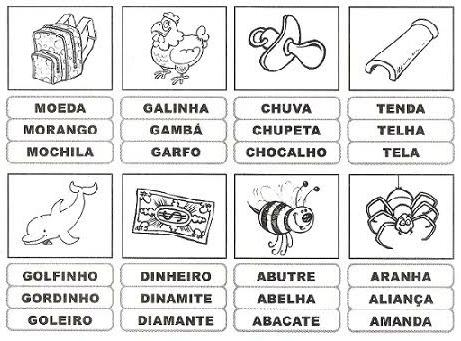 MOEDA GALINHA CHUVA TENDA
MORANGO GAMBÁ CHUPETA TELHA
MOCHILA GARFO CHOCALHO TELA
GOLFINHO DINHEIRO ABUTRE ARANHA
GORDINHO DINAMITE ABELHA ALIANÇA
GOLEIRO DIAMANTE ABACATE AMANDA